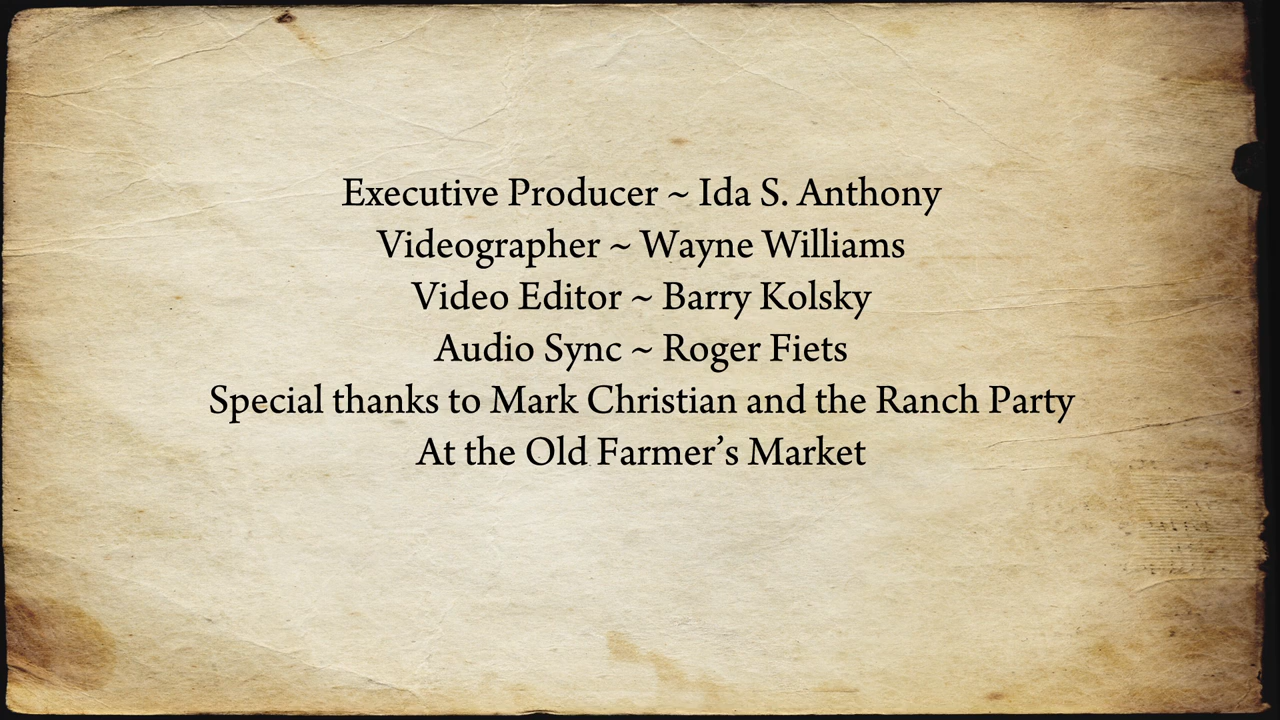 Executive Producer ~ Ida S. Anthony
Videographer ~ Wayne Williams
Video Editor ~ Barry Kolsky
Audio Sync ~ Roger Fiets
Special thanks to Mark Christian and the Ranch Party
At the Old Farmer’s Market